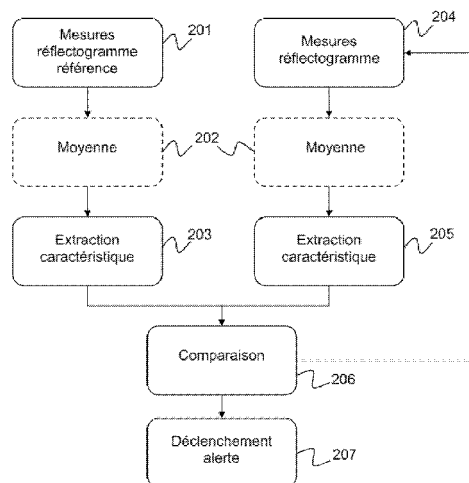 Mesures
réflectogramme
référence
201
Mesures
réflectogramme
204
Moyenne
202
Moyenne
Extraction
caractéristique
203
Extraction
caractéristique
205
Comparaison
206
Déclenchement
alerte
207